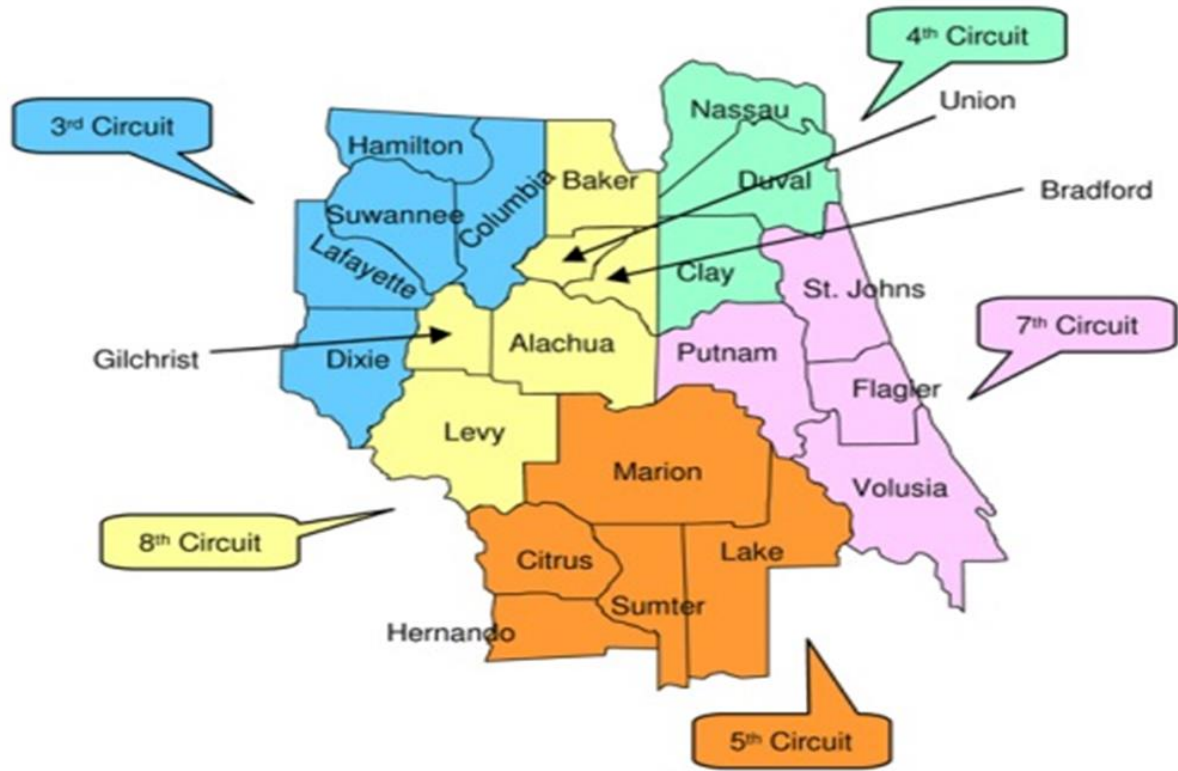 4th Circuit
Nassau
Union
3rd Circuit
Hamilton
Columbia
Baker
Duval
Bradford
Suwannee
Lafayette
Clay
St. Johns
7th Circuit
Gilchrist
Dixie
Alachua
Putnam
Flagier
Levy
Marion
Volusia
8th Circuit
Citrus
Lake
Sumter
Hernando
5th Circuit